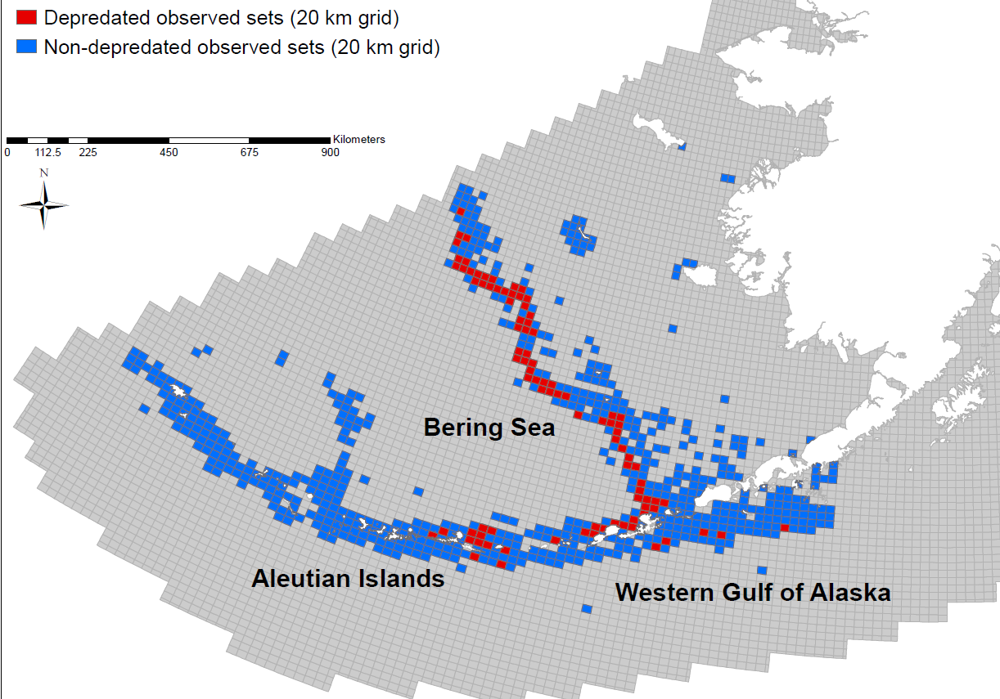 Depredated observed sets (20 km grid)
Non-depredated observed sets (20 km grid)
Kilometers
0 112.5 225 450 675 900
N
Bering Sea
Aleutian Islands
Western Gulf of Alaska